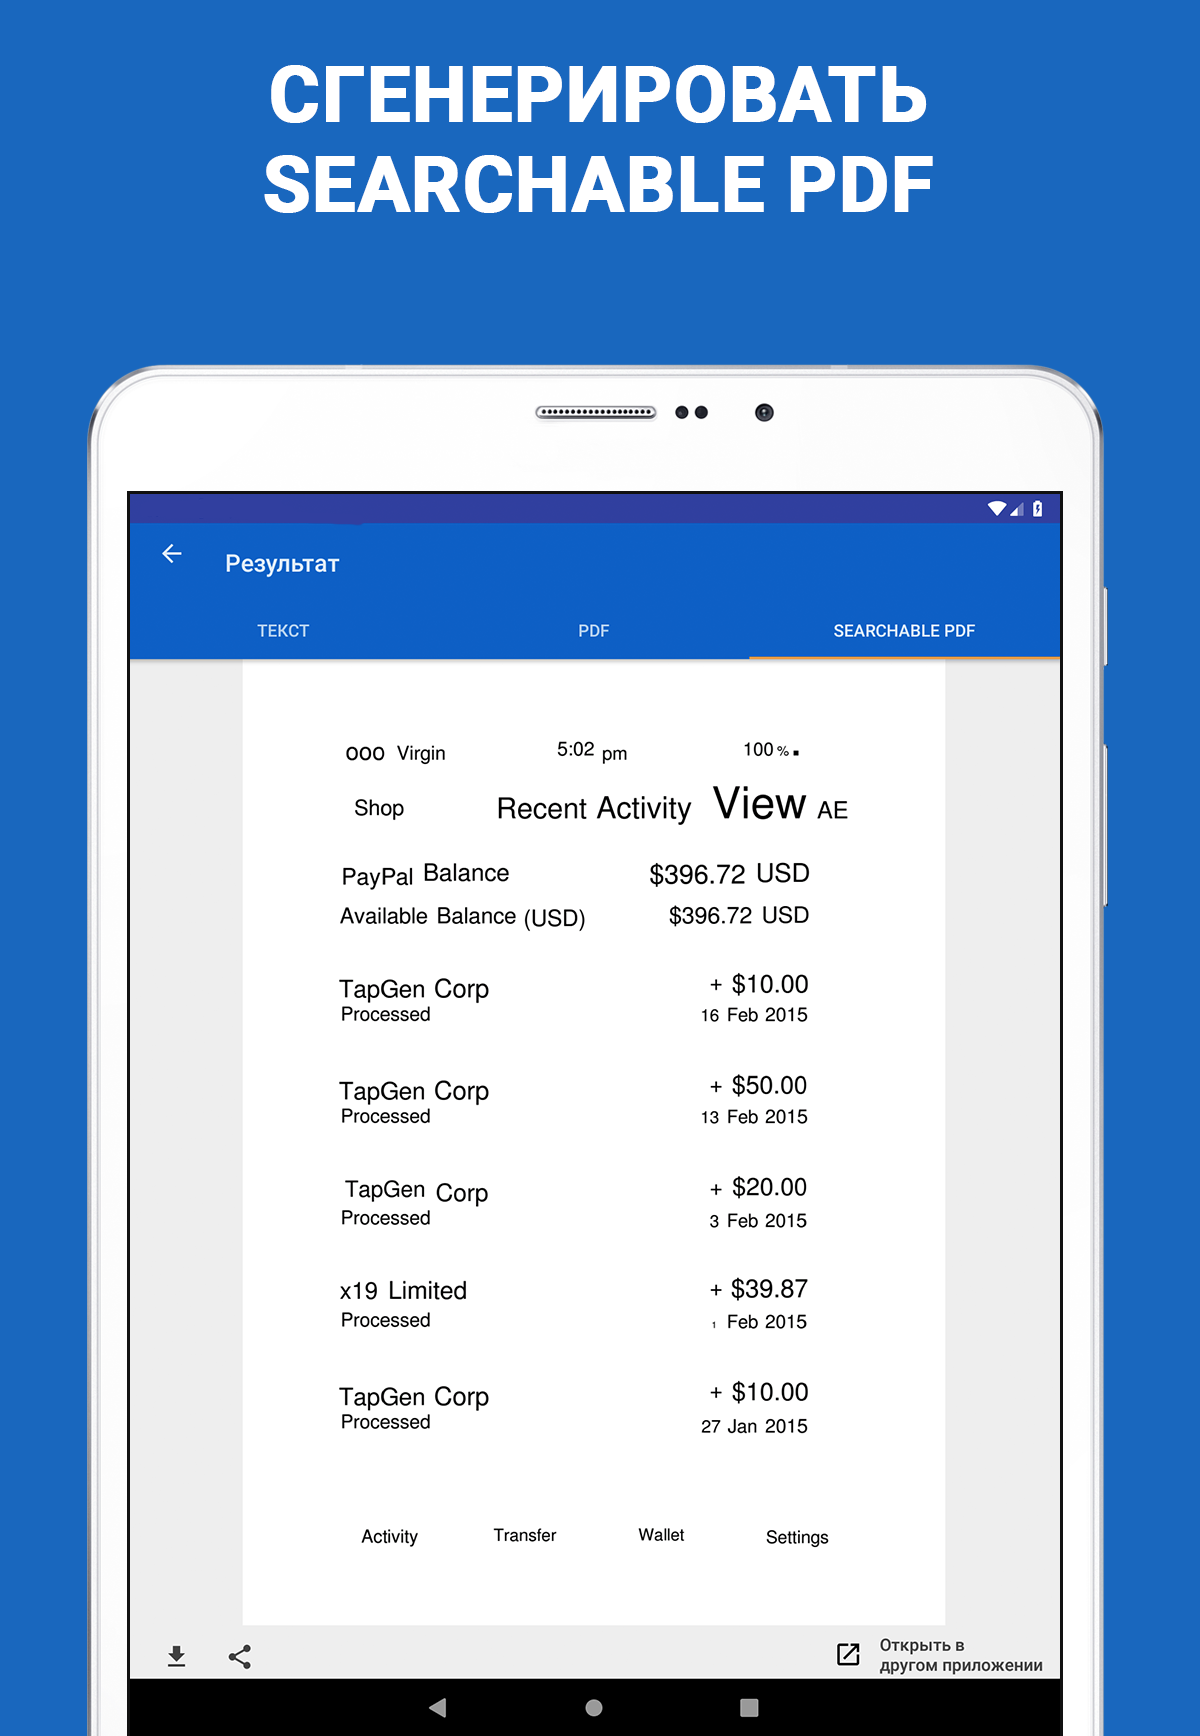 СГЕНЕРИРОВАТЬ
SEARCHABLE PDF
Результат
ТЕКСТ PDF SEARCHABLE PDF
ooo Virgin 5:02 pm 100 %
Shop Recent Activity View AE
PayPal Balance $396.72 USD
Available Balance (USD) $396.72 USD
TapGen Corp + $10.00
Processed 16 Feb 2015
TapGen Corp + $50.00
Processed 13 Feb 2015
TapGen Corp + $20.00
Processed 3 Feb 2015
x19 Limited + $39.87
Processed 1 Feb 2015
TapGen Corp + $10.00
Processed 27 Jan 2015
Activity Transfer Wallet Settings
Открыть в
другом приложении